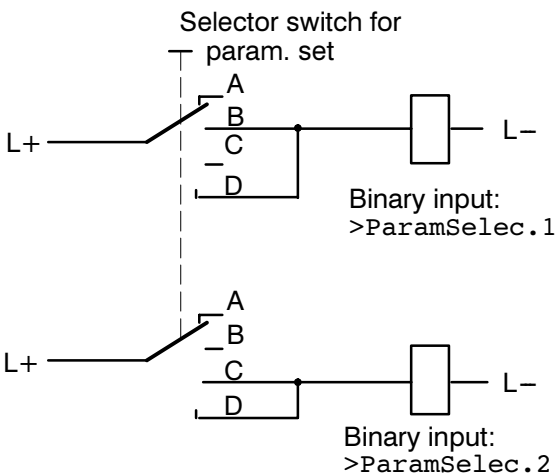 Selector switch for
param. set
A
B
L+
L−
C
D
Binary input:
>ParamSelec.1
A
B
L+
C
L−
D
Binary input:
>ParamSelec.2